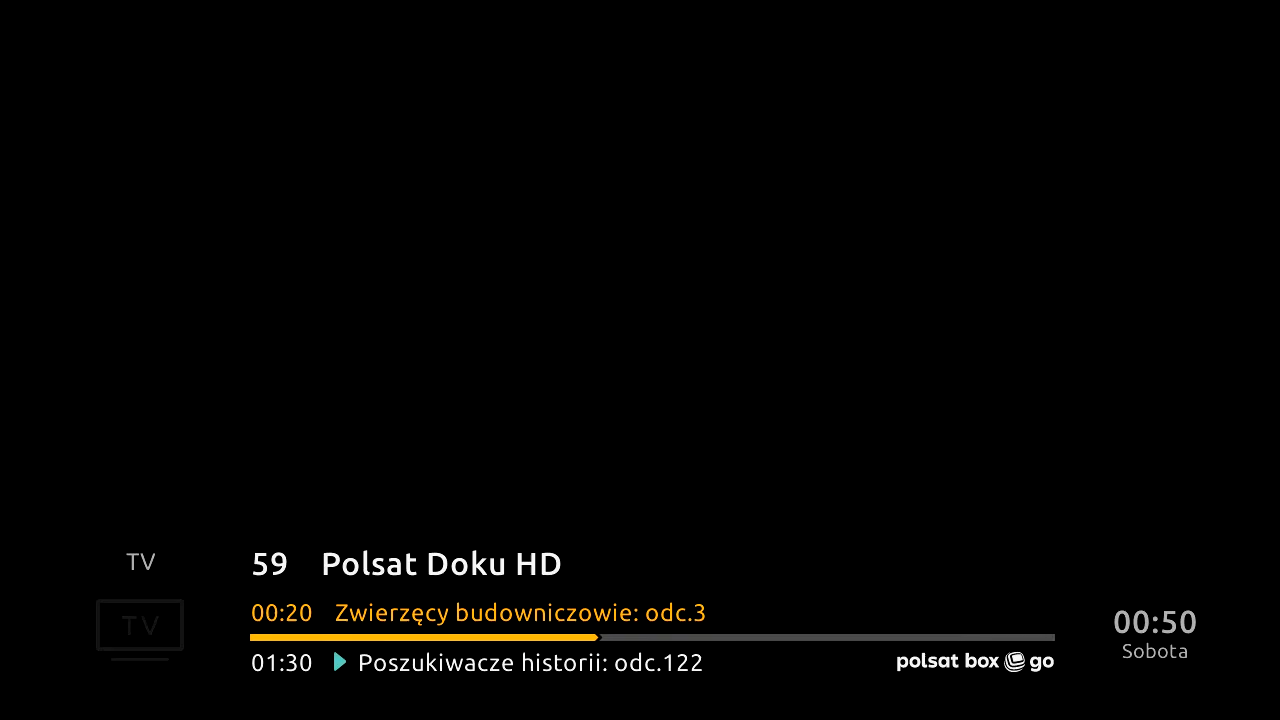 TV
59 Polsat Doku HD
TV
00:20 Zwierzęcy budowniczowie: odc.3
00:50
Sobota
01:30 Poszukiwacze historii: odc.122
polsat box go